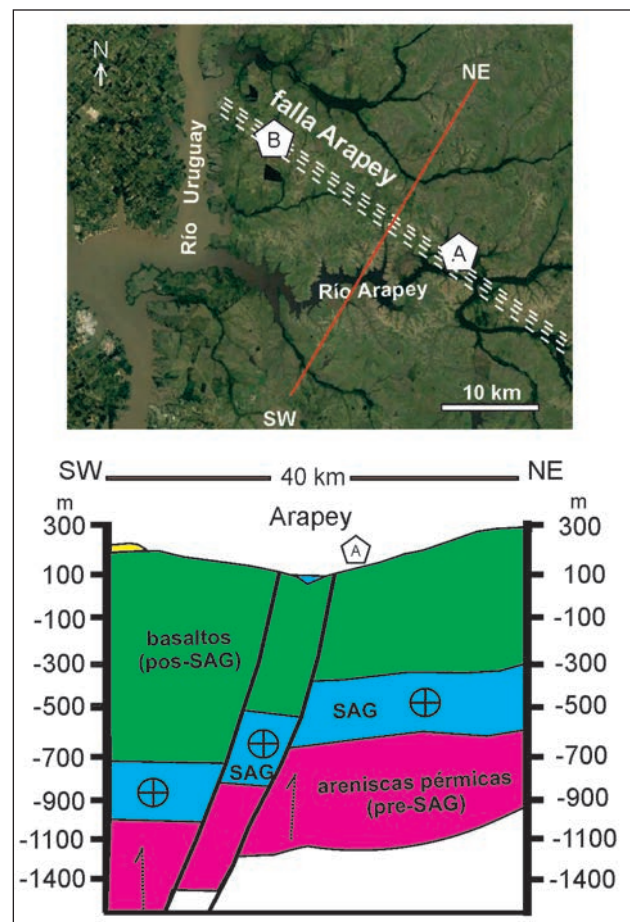 N
NE
falla Arapey
B
Río Uruguay
A
Río Arapey
10 km
SW
SW
40 km
NE
m
Arapey
m
300
A
300
100
100
-100
basaltos
(pos-SAG)
-100
-300
-300
-500
SAG
-500
-700
SAG
-700
-900
areniscas pérmicas
(pre-SAG)
-900
-1100
-1100
-1400
-1400